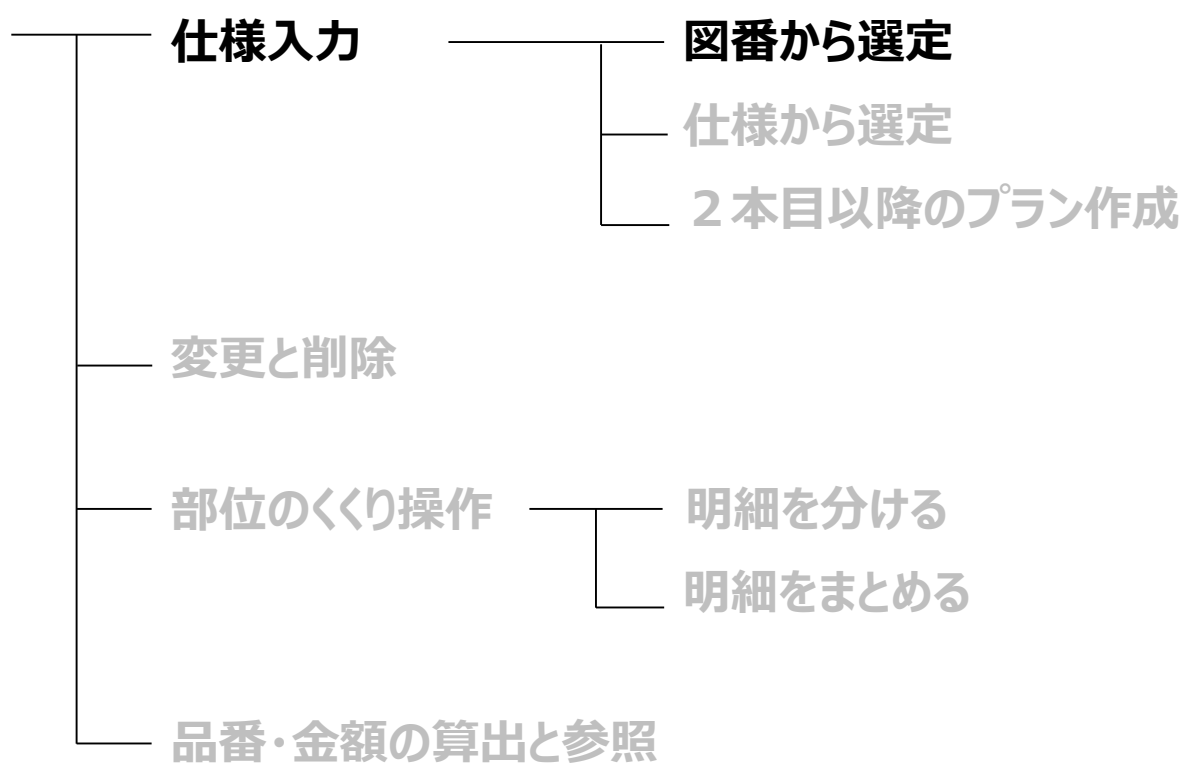 仕様入力
図番から選定
仕様から選定
２本目以降のプラン作成
変更と削除
部位のくくり操作
明細を分ける
明細をまとめる
品番・金額の算出と参照